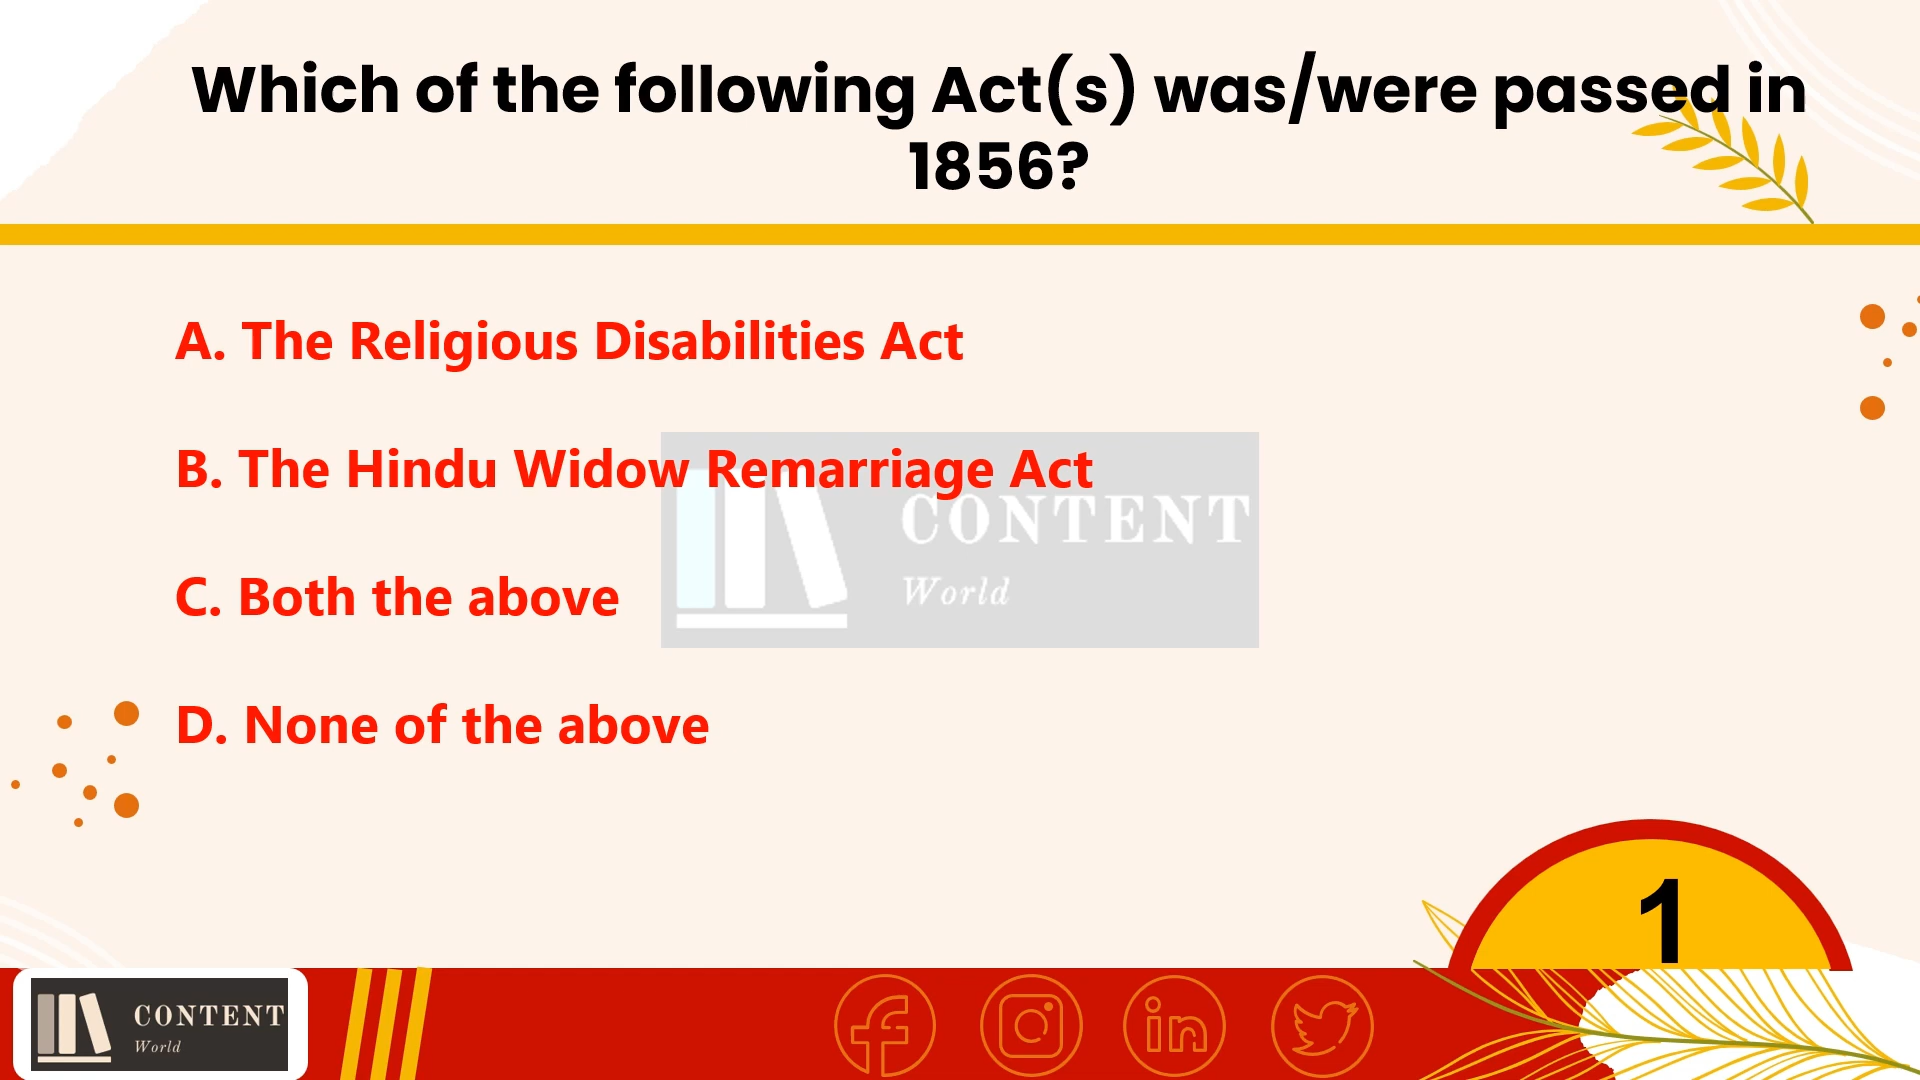 Which of the following Act(s) was/were passed in
1856?
A. The Religious Disabilities Act
B. The Hindu Widow Remarriage Act
CONTENT
World
C. Both the above
D. None of the above
1
CONTENT
World